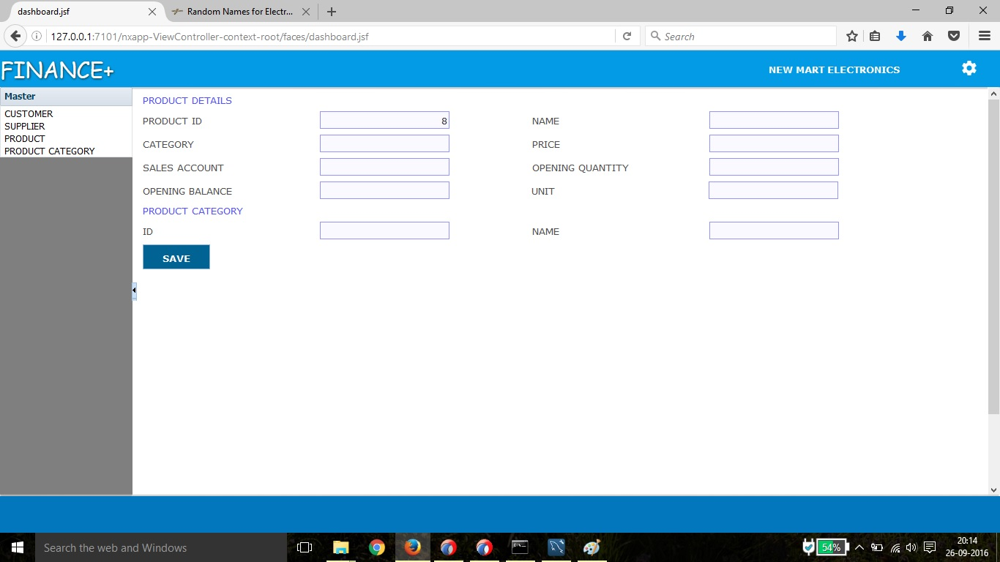 dashboard.jsf
Random Names for Electr...
127.0.0.1:7101/nxapp-ViewController-context-root/faces/dashboard.jsf
Search
FINANCE+
NEW MART ELECTRONICS
Master
CUSTOMER
SUPPLIER
PRODUCT
PRODUCT CATEGORY
PRODUCT DETAILS
PRODUCT ID 8 NAME
CATEGORY PRICE
SALES ACCOUNT OPENING QUANTITY
OPENING BALANCE UNIT
PRODUCT CATEGORY
ID NAME
SAVE
Search the web and Windows
54%
20:14
26-09-2016